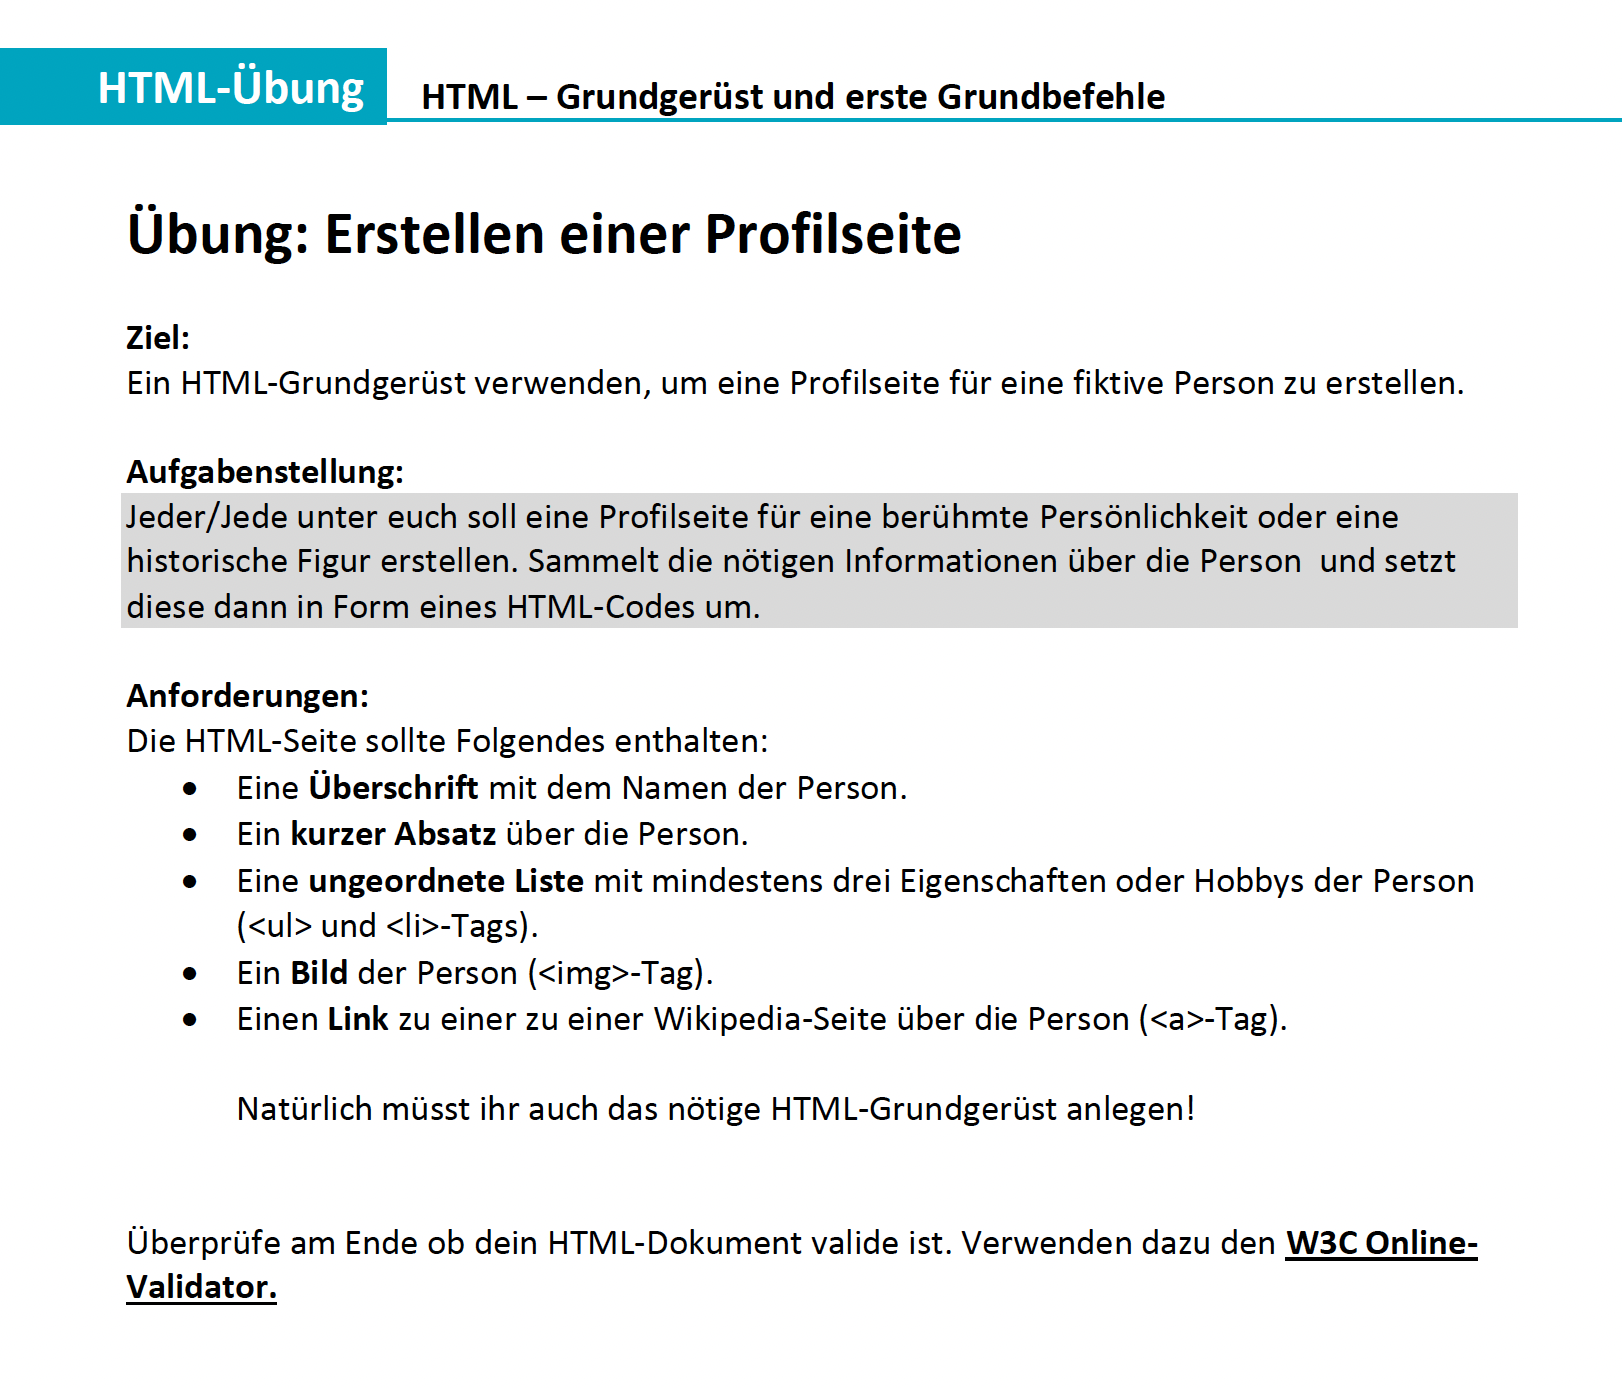 HTML-Übung
HTML – Grundgerüst und erste Grundbefehle
Übung: Erstellen einer Profilseite
Ziel:
Ein HTML-Grundgerüst verwenden, um eine Profilseite für eine fiktive Person zu erstellen.
Aufgabenstellung:
Jeder/Jede unter euch soll eine Profilseite für eine berühmte Persönlichkeit oder eine
historische Figur erstellen. Sammelt die nötigen Informationen über die Person  und setzt
diese dann in Form eines HTML-Codes um.
Anforderungen:
Die HTML-Seite sollte Folgendes enthalten:
• Eine Überschrift mit dem Namen der Person.
• Ein kurzer Absatz über die Person.
• Eine ungeordnete Liste mit mindestens drei Eigenschaften oder Hobbys der Person
(<ul> und <li>-Tags).
• Ein Bild der Person (<img>-Tag).
• Einen Link zu einer zu einer Wikipedia-Seite über die Person (<a>-Tag).
Natürlich müsst ihr auch das nötige HTML-Grundgerüst anlegen!
Überprüfe am Ende ob dein HTML-Dokument valide ist. Verwenden dazu den W3C Online-
Validator.